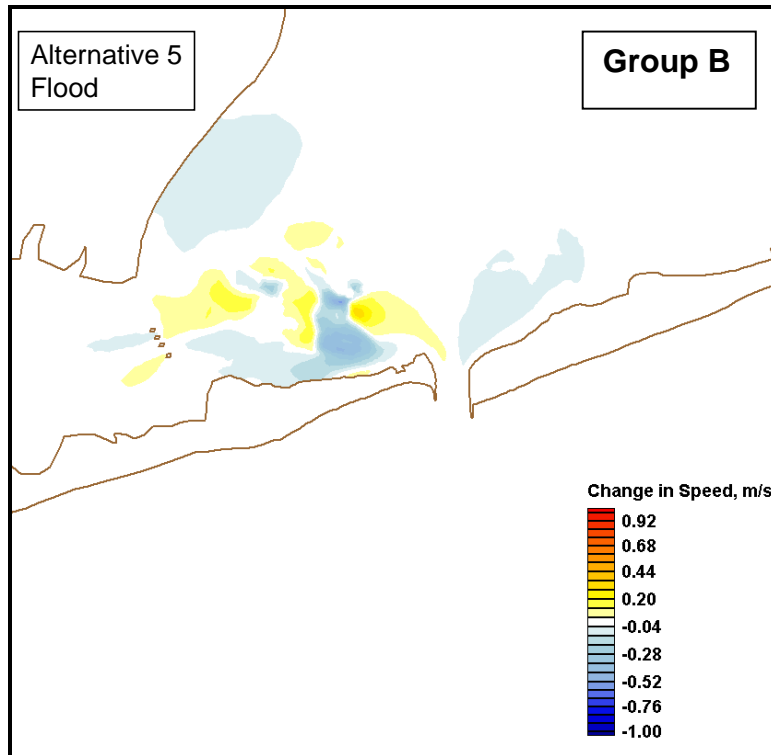 Alternative 5
Flood
Group B
Change in Speed, m/s
0.92
0.68
0.44
0.20
-0.04
-0.28
-0.52
-0.76
-1.00